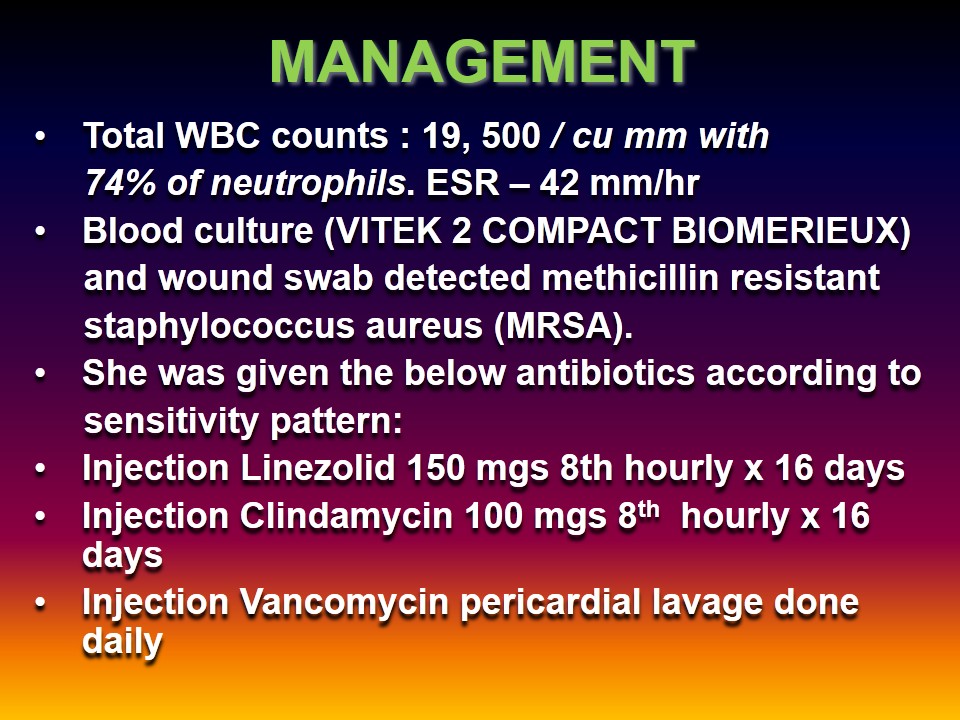 MANAGEMENT
• Total WBC counts : 19, 500 / cu mm with
74% of neutrophils. ESR – 42 mm/hr
• Blood culture (VITEK 2 COMPACT BIOMERIEUX)
and wound swab detected methicillin resistant
staphylococcus aureus (MRSA).
• She was given the below antibiotics according to
sensitivity pattern:
• Injection Linezolid 150 mgs 8th hourly x 16 days
• Injection Clindamycin 100 mgs 8th hourly x 16
days
• Injection Vancomycin pericardial lavage done
daily